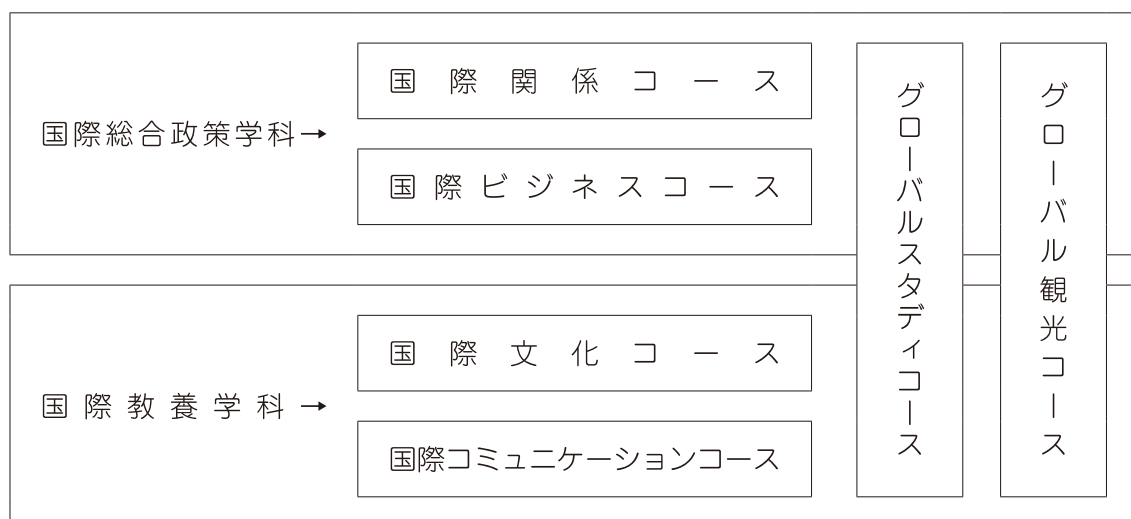 国際総合政策学科→
国際関係コース
国際ビジネスコース
国際教養学科→
国際文化コース
国際コミュニケーションコース
グローバルスタディコース
グローバル観光コース